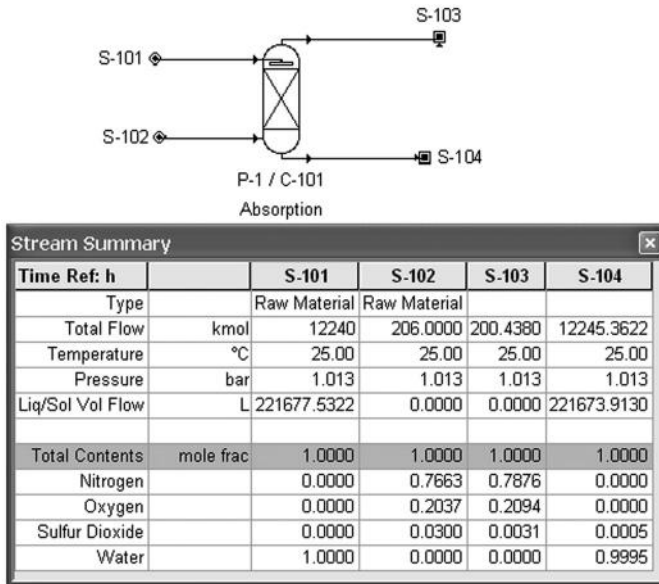 S-103
S-101
S-102
S-104
P-1 / C-101
Absorption
Stream Summary
Time Ref: h S-101 S-102 S-103 S-104
Type Raw Material Raw Material
Total Flow kmol 12240 206.0000 200.4380 12245.3622
Temperature °C 25.00 25.00 25.00 25.00
Pressure bar 1.013 1.013 1.013 1.013
Liq/Sol Vol Flow L 221677.5322 0.0000 0.0000 221673.9130
Total Contents mole frac 1.0000 1.0000 1.0000 1.0000
Nitrogen 0.0000 0.7663 0.7876 0.0000
Oxygen 0.0000 0.2037 0.2094 0.0000
Sulfur Dioxide 0.0000 0.0300 0.0031 0.0005
Water 1.0000 0.0000 0.0000 0.9995